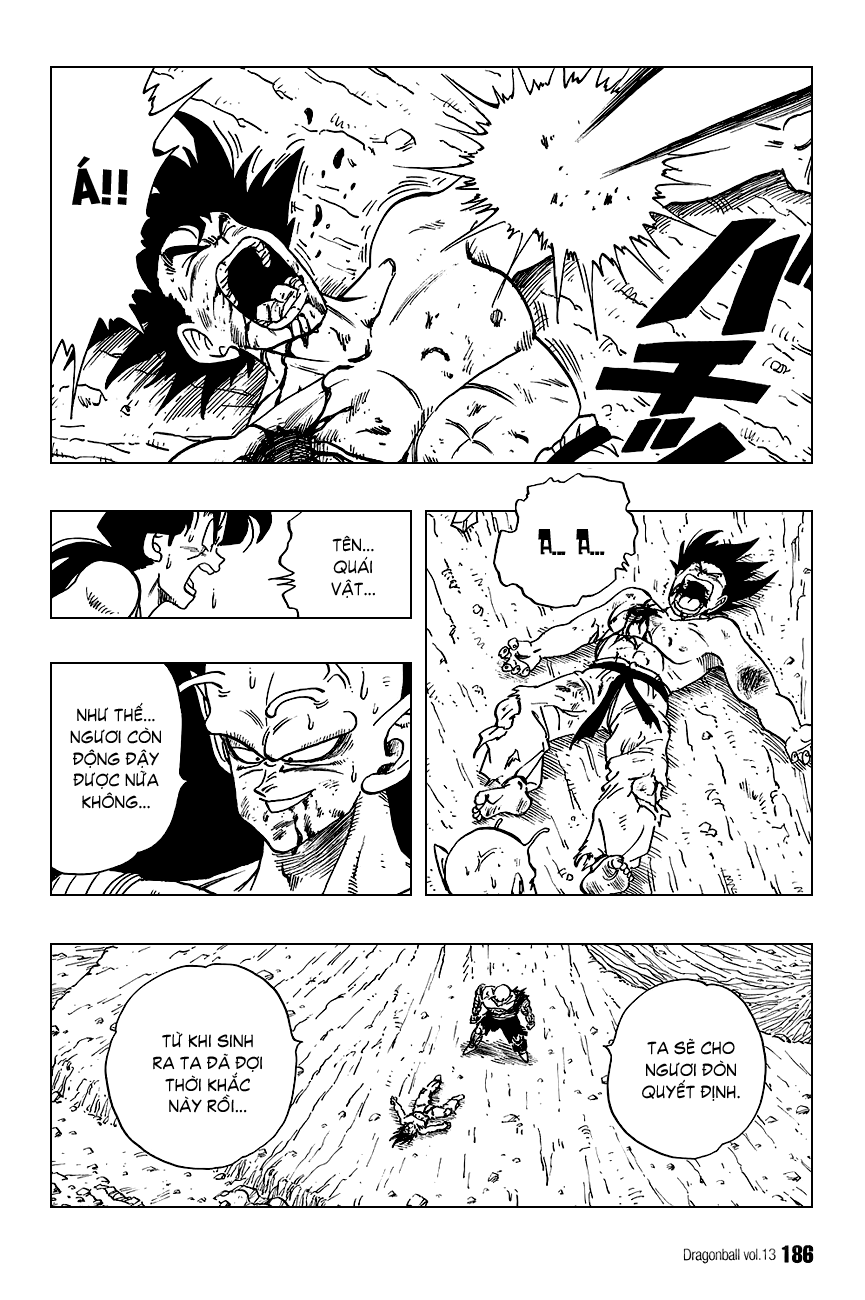 Á!!
A... A...
TÊN...
QUÁI
VẬT...
NHƯ THẾ...
NGƯƠI CÒN
ĐỘNG ĐẬY
ĐƯỢC NỮA
KHÔNG...
TA SẼ CHO
NGƯƠI ĐÒN
QUYẾT ĐỊNH.
TỪ KHI SINH
RA TA ĐÃ ĐỢI
THỜI KHẮC
NÀY RỒI...
Dragonball vol.13 186